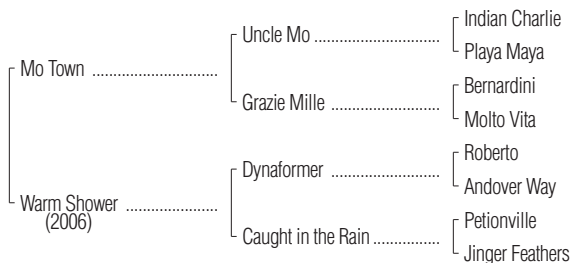 Indian Charlie
Uncle Mo ....................................
Playa Maya
Mo Town ....................................
Bernardini
Grazie Mille ...............................
Molto Vita
Roberto
Dynaformer ...............................
Andover Way
Warm Shower ..........................
(2006)
Petionville
Caught in the Rain ...................
Jinger Feathers